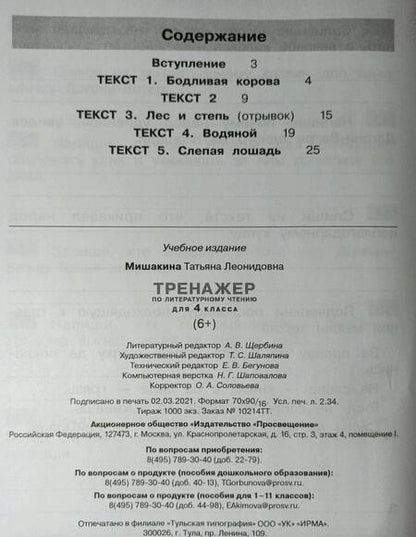 Содержание
Вступление 3
ТЕКСТ 1. Бодливая корова 4
ТЕКСТ 2 9
ТЕКСТ 3. Лес и степь (отрывок) 15
ТЕКСТ 4. Водяной 19
ТЕКСТ 5. Слепая лошадь 25
Учебное издание
Мишакина Татьяна Леонидовна
ТРЕНАЖЕР
ПО ЛИТЕРАТУРНОМУ ЧТЕНИЮ
ДЛЯ 4 КЛАССА
(6+)
Литературный редактор А. В. Щербина
Художественный редактор Т. С. Шаляпина
Технический редактор Е. В. Бегунова
Компьютерная верстка Н. Г. Шаповалова
Корректор О. А. Соловьева
Подписано в печать 02.03.2021. Формат 70х90/16. Усл. печ. л. 2.34.
Тираж 1000 экз. Заказ № 10214ТТ.
Акционерное общество «Издательство «Просвещение»
Российская Федерация, 127473, г. Москва, ул. Краснопролетарская, д. 16, стр. 3, этаж 4, помещение I.
По вопросам приобретения:
8(495) 789-30-40 (доб. 22-79).
По вопросам о продукте (пособия дошкольного образования):
8(495) 789-30-40 (доб. 40-13), TGorbunova@prosv.ru.
По вопросам о продукте (пособия для 1–11 классов):
8(495) 789-30-40 (доб. 44-98), EAkimova@prosv.ru.
Отпечатано в филиале «Тульская типография» ООО «УК» «ИРМА».
300026, г. Тула, пр. Ленина, 109.